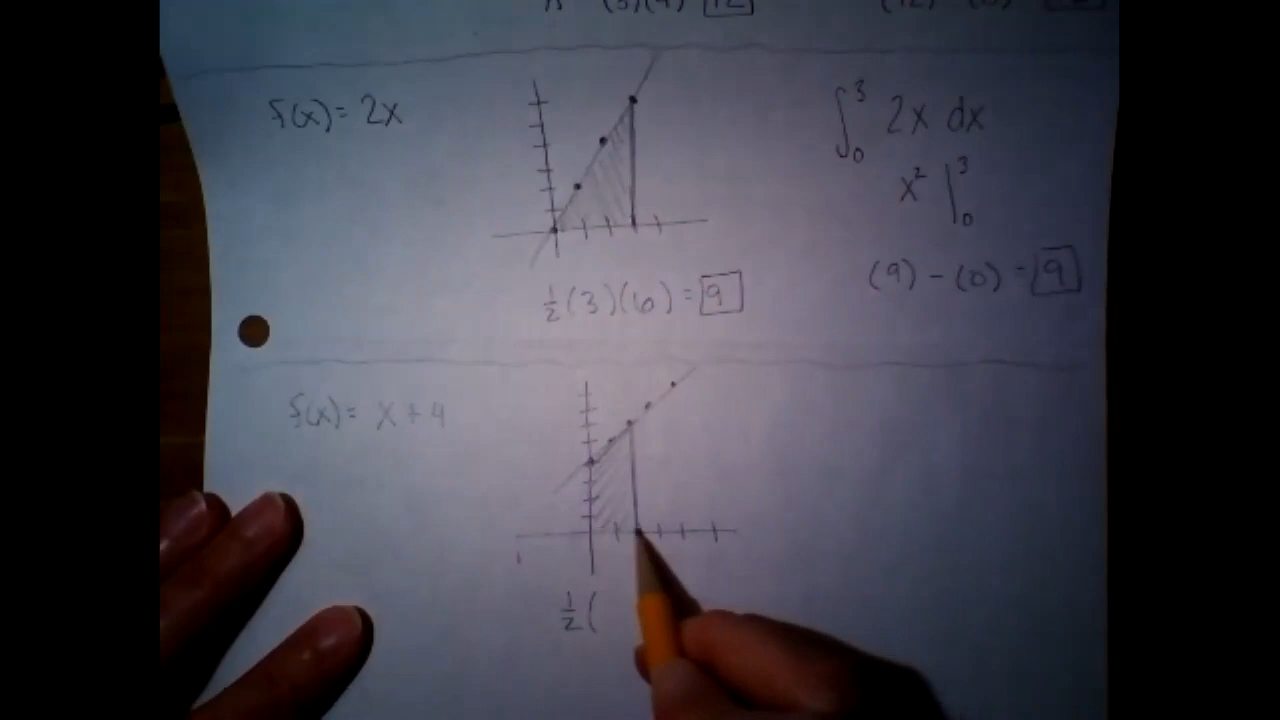 f(x) = 2x
∫₀³ 2x dx
x² |₀³
(9) - (0) = 9
½(3)(6) = 9
f(x) = x + 4
½(